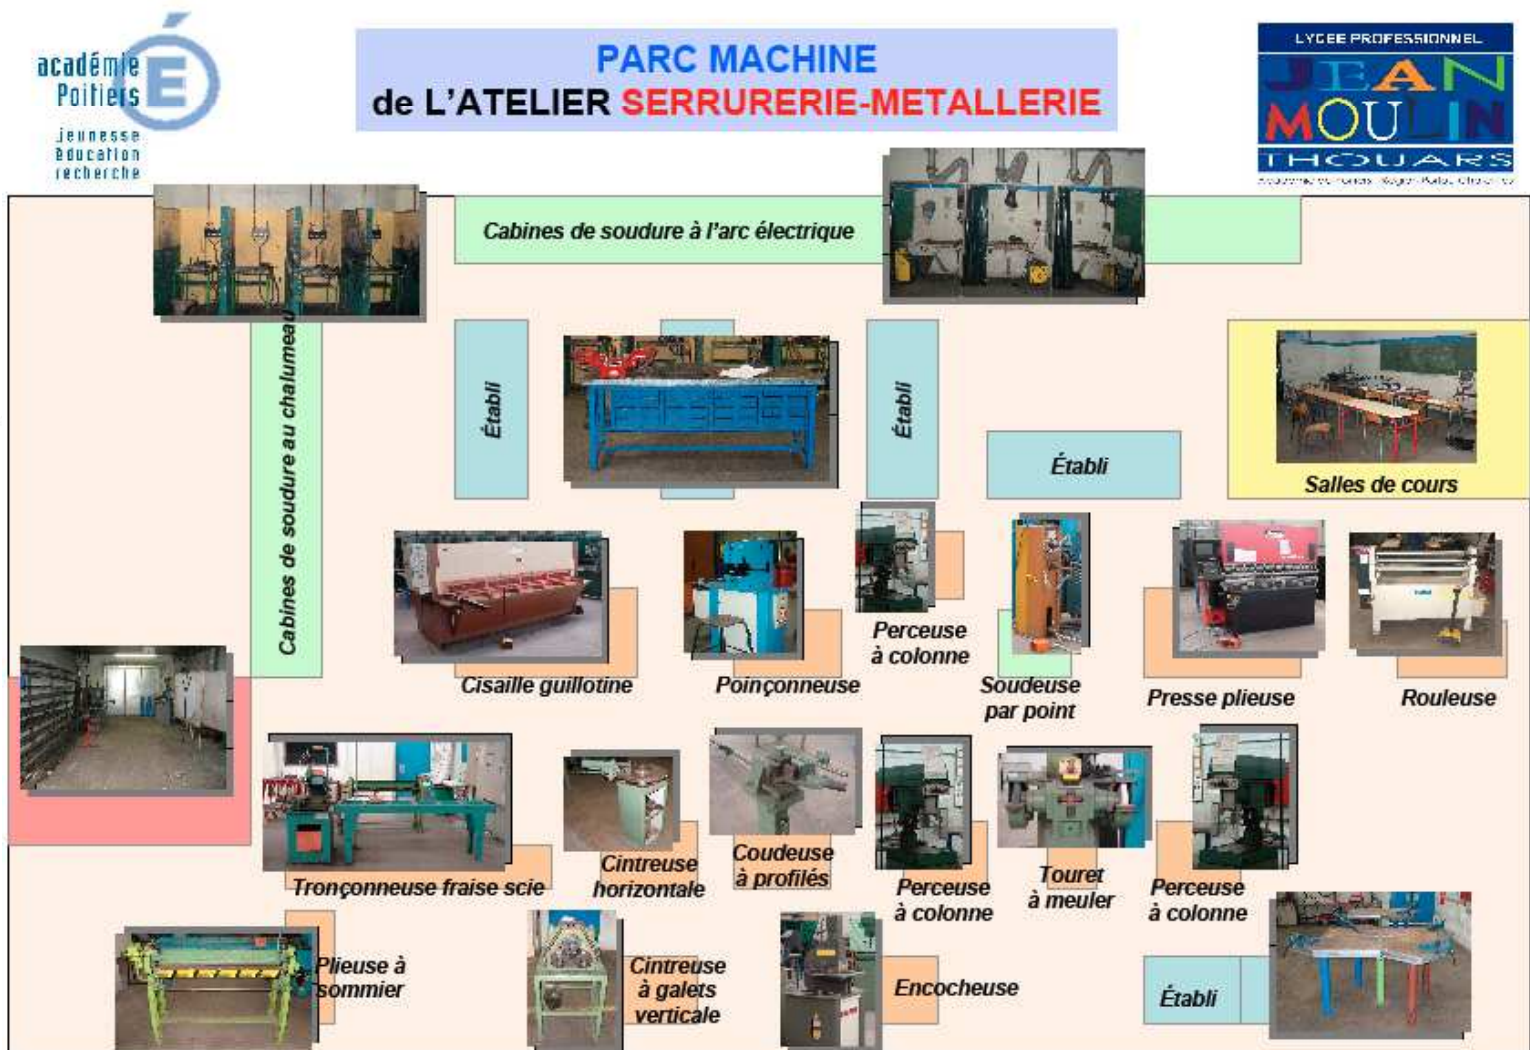 académie
Poitiers
jeunesse
éducation
recherche
PARC MACHINE
de L'ATELIER SERRURERIE-METALLERIE
LYCEE PROFESSIONNEL
JEAN
MOULIN
THOUARS
Cabines de soudure à l'arc électrique
Cabines de soudure au chalumeau
Établi
Établi
Établi
Salles de cours
Cisaille guillotine
Poinçonneuse
Perceuse
à colonne
Soudeuse
par point
Presse plieuse
Rouleuse
Tronçonneuse fraise scie
Cintreuse
horizontale
Coudeuse
à profilés
Perceuse
à colonne
Touret
à meuler
Perceuse
à colonne
Plieuse à
sommier
Cintreuse
à galets
verticale
Encocheuse
Établi